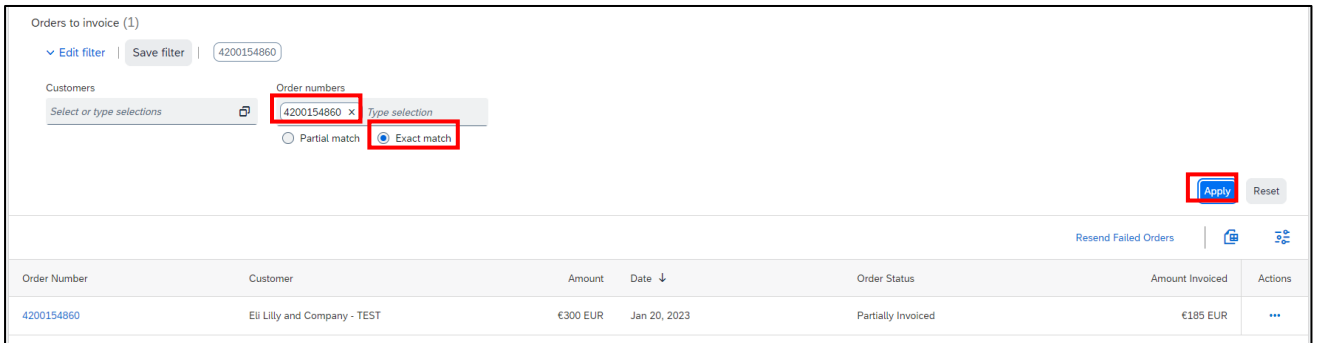 Orders to invoice (1)
Edit filter | Save filter | 4200154860
Customers Order numbers
Select or type selections 4200154860 × Type selection
Partial match Exact match
Apply Reset
Resend Failed Orders
Order Number Customer Amount Date ↓ Order Status Amount Invoiced Actions
4200154860 Eli Lilly and Company - TEST €300 EUR Jan 20, 2023 Partially Invoiced €185 EUR •••